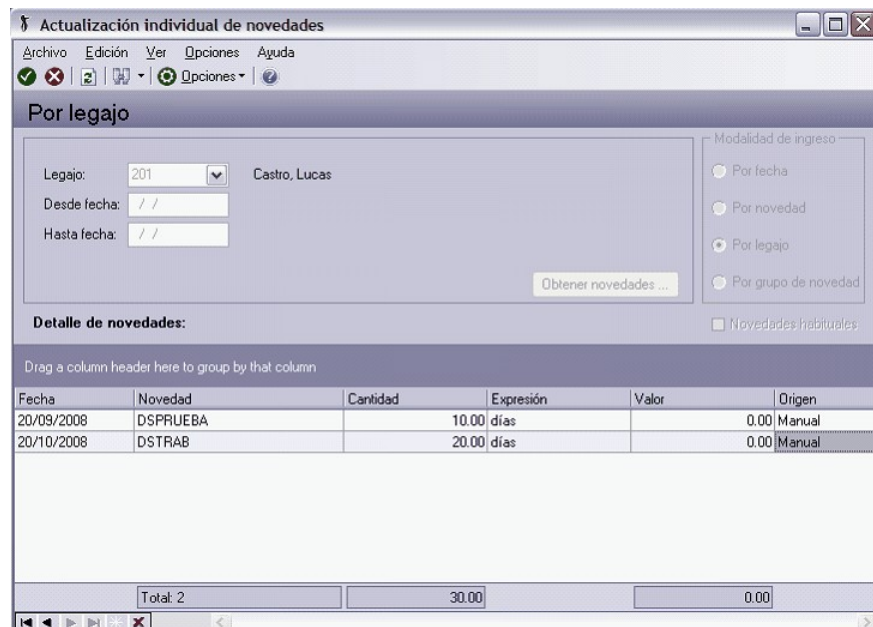 Actualización individual de novedades
Archivo Edición Ver Opciones Ayuda
Opciones
Por legajo
Modalidad de ingreso
Legajo: 201 Castro, Lucas
Por fecha
Desde fecha: / /
Por novedad
Hasta fecha: / /
Por legajo
Obtener novedades ...
Por grupo de novedad
Detalle de novedades:
Novedades habituales
Drag a column header here to group by that column
Fecha Novedad Cantidad Expresión Valor Origen
20/09/2008 DSPRUEBA 10.00 días 0.00 Manual
20/10/2008 DSTRAB 20.00 días 0.00 Manual
Total: 2 30.00 0.00